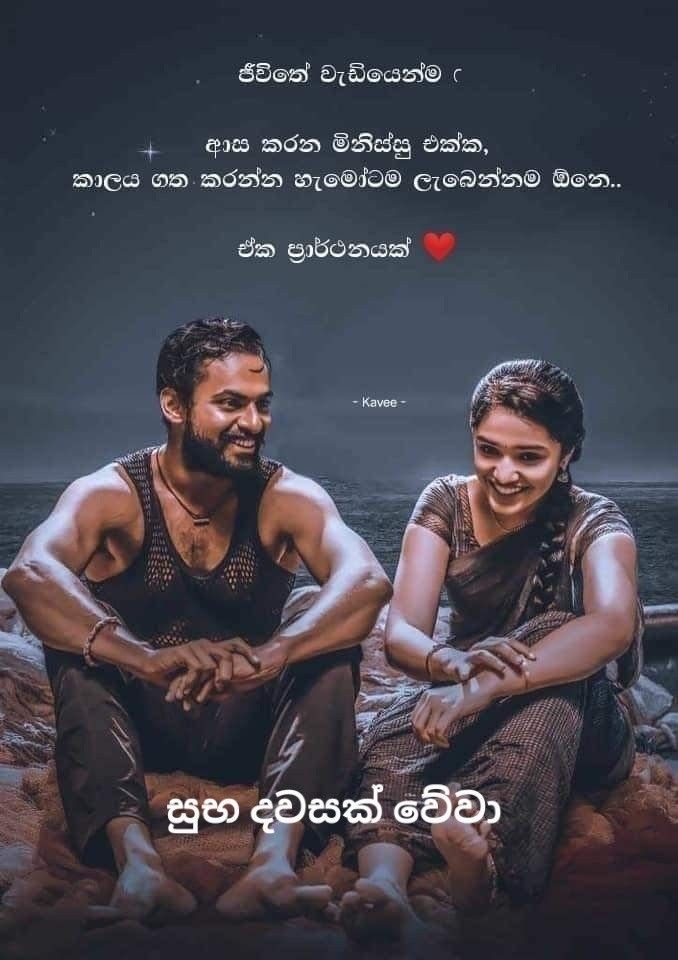 ජීවිතේ වැඩියෙන්ම
ආස කරන මිනිස්සු එක්ක,
කාලය ගත කරන්න හැමෝටම ලැබෙන්නම ඕනෙ..
ඒක ප්‍රාර්ථනයක් ❤️
- Kavee -
සුභ දවසක් වේවා